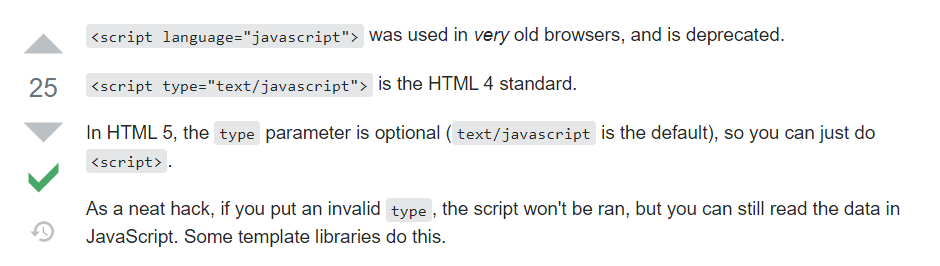 <script language="javascript"> was used in very old browsers, and is deprecated.
25
<script type="text/javascript"> is the HTML 4 standard.
In HTML 5, the type parameter is optional (text/javascript is the default), so you can just do
<script>.
As a neat hack, if you put an invalid type, the script won't be ran, but you can still read the data in
JavaScript. Some template libraries do this.